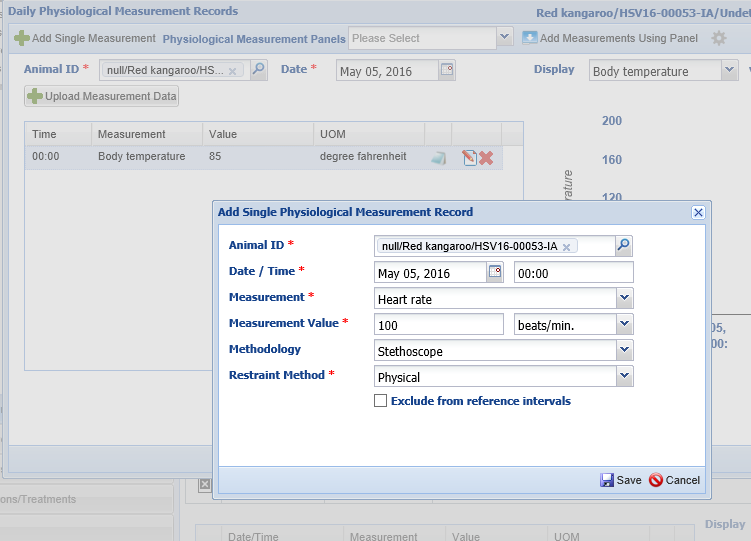 Daily Physiological Measurement Records
Red kangaroo/HSV16-00053-IA/Undet
Add Single Measurement Physiological Measurement Panels Please Select Add Measurements Using Panel
Animal ID * null/Red kangaroo/HS... x Date * May 05, 2016 Display Body temperature
Upload Measurement Data
Time Measurement Value UOM
00:00 Body temperature 85 degree fahrenheit
200
160
120
Add Single Physiological Measurement Record
Animal ID * null/Red kangaroo/HSV16-00053-IA x
Date / Time * May 05, 2016 00:00
Measurement * Heart rate
Measurement Value * 100 beats/min.
Methodology Stethoscope
Restraint Method * Physical
Exclude from reference intervals
Save Cancel
05,
00:
ons/Treatments
Display
Date/Time Measurement Value UOM